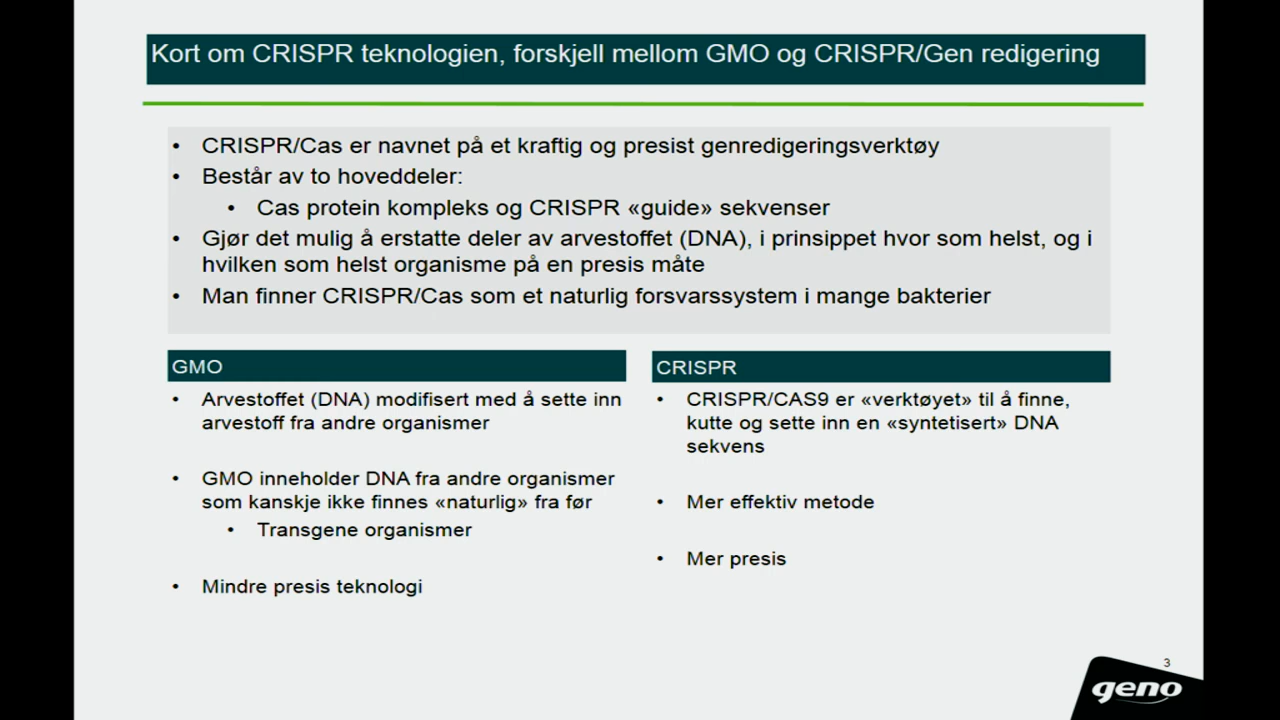 Kort om CRISPR teknologien, forskjell mellom GMO og CRISPR/Gen redigering
• CRISPR/Cas er navnet på et kraftig og presist genredigeringsverktøy
• Består av to hoveddeler:
• Cas protein kompleks og CRISPR «guide» sekvenser
• Gjør det mulig å erstatte deler av arvestoffet (DNA), i prinsippet hvor som helst, og i
hvilken som helst organisme på en presis måte
• Man finner CRISPR/Cas som et naturlig forsvarssystem i mange bakterier
GMO
• Arvestoffet (DNA) modifisert med å sette inn
arvestoff fra andre organismer
• GMO inneholder DNA fra andre organismer
som kanskje ikke finnes «naturlig» fra før
• Transgene organismer
• Mindre presis teknologi
CRISPR
• CRISPR/CAS9 er «verktøyet» til å finne,
kutte og sette inn en «syntetisert» DNA
sekvens
• Mer effektiv metode
• Mer presis
3
geno